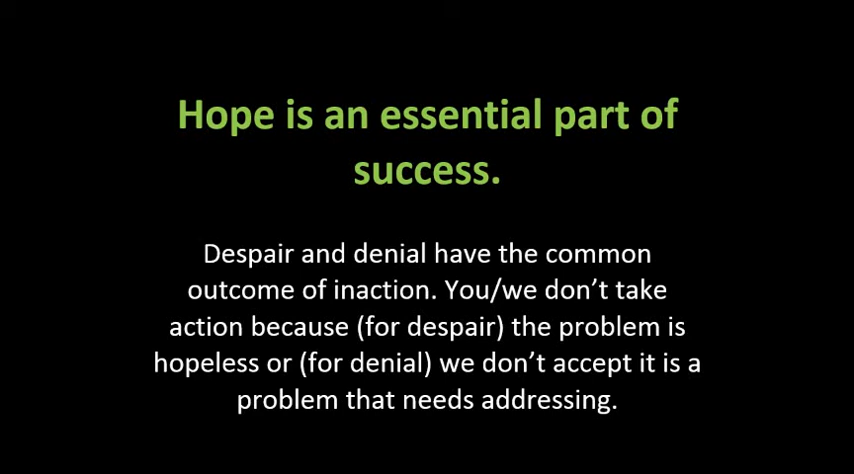 Hope is an essential part of
success.
Despair and denial have the common
outcome of inaction. You/we don’t take
action because (for despair) the problem is
hopeless or (for denial) we don’t accept it is a
problem that needs addressing.